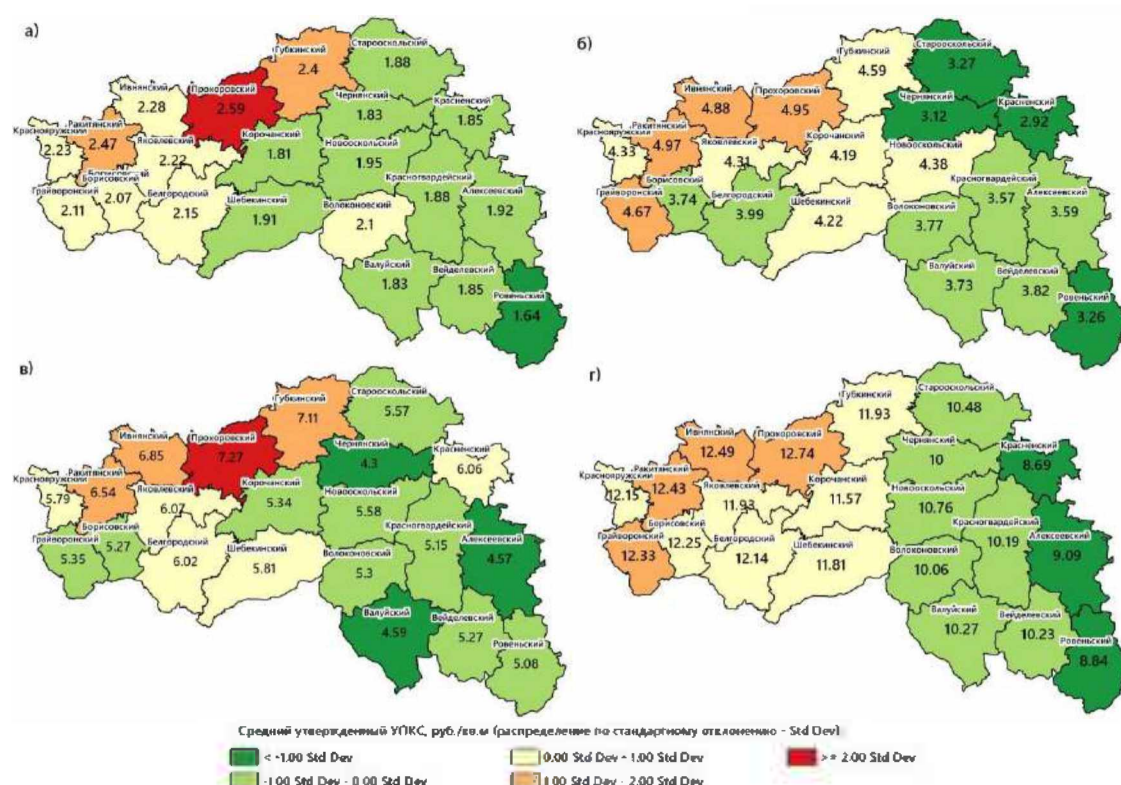 а)
Губкинский
2.4
Старооскольский
1.88
Ивнянский
2.28
Прохоровский
2.59
Чернянский
1.83
Красненский
1.85
Краснояружский
2.23
Ракитянский
2.47
Яковлевский
2.22
Корочанский
1.81
Новооскольский
1.95
Борисовский
2.07
Грайворонский
2.11
Белгородский
2.15
Шебекинский
1.91
Красногвардейский
1.88
Алексеевский
1.92
Волоконовский
2.1
Валуйский
1.83
Вейделевский
1.85
Ровеньский
1.64
б)
Губкинский
4.59
Старооскольский
3.27
Ивнянский
4.88
Прохоровский
4.95
Чернянский
3.12
Красненский
2.92
Краснояружский
4.33
Ракитянский
4.97
Яковлевский
4.31
Корочанский
4.19
Новооскольский
4.38
Грайворонский
4.67
Борисовский
3.74
Белгородский
3.99
Шебекинский
4.22
Красногвардейский
3.57
Алексеевский
3.59
Волоконовский
3.77
Валуйский
3.73
Вейделевский
3.82
Ровеньский
3.26
в)
Губкинский
7.11
Старооскольский
5.57
Ивнянский
6.85
Прохоровский
7.27
Чернянский
4.3
Красненский
6.06
Краснояружский
5.79
Ракитянский
6.54
Яковлевский
6.07
Корочанский
5.34
Новооскольский
5.58
Грайворонский
5.35
Борисовский
5.27
Белгородский
6.02
Шебекинский
5.81
Красногвардейский
5.15
Алексеевский
4.57
Волоконовский
5.3
Валуйский
4.59
Вейделевский
5.27
Ровеньский
5.08
г)
Губкинский
11.93
Старооскольский
10.48
Ивнянский
12.49
Прохоровский
12.74
Чернянский
10
Красненский
8.69
Краснояружский
12.15
Ракитянский
12.43
Яковлевский
11.93
Корочанский
11.57
Новооскольский
10.76
Грайворонский
12.33
Борисовский
12.25
Белгородский
12.14
Шебекинский
11.81
Красногвардейский
10.19
Алексеевский
9.09
Волоконовский
10.06
Валуйский
10.27
Вейделевский
10.23
Ровеньский
8.84
Средний утвержденный УПКС, руб./кв.м (распределение по стандартному отклонению - Std Dev)
< -1.00 Std Dev
0.00 Std Dev - 1.00 Std Dev
>= 2.00 Std Dev
-1.00 Std Dev - 0.00 Std Dev
1.00 Std Dev - 2.00 Std Dev